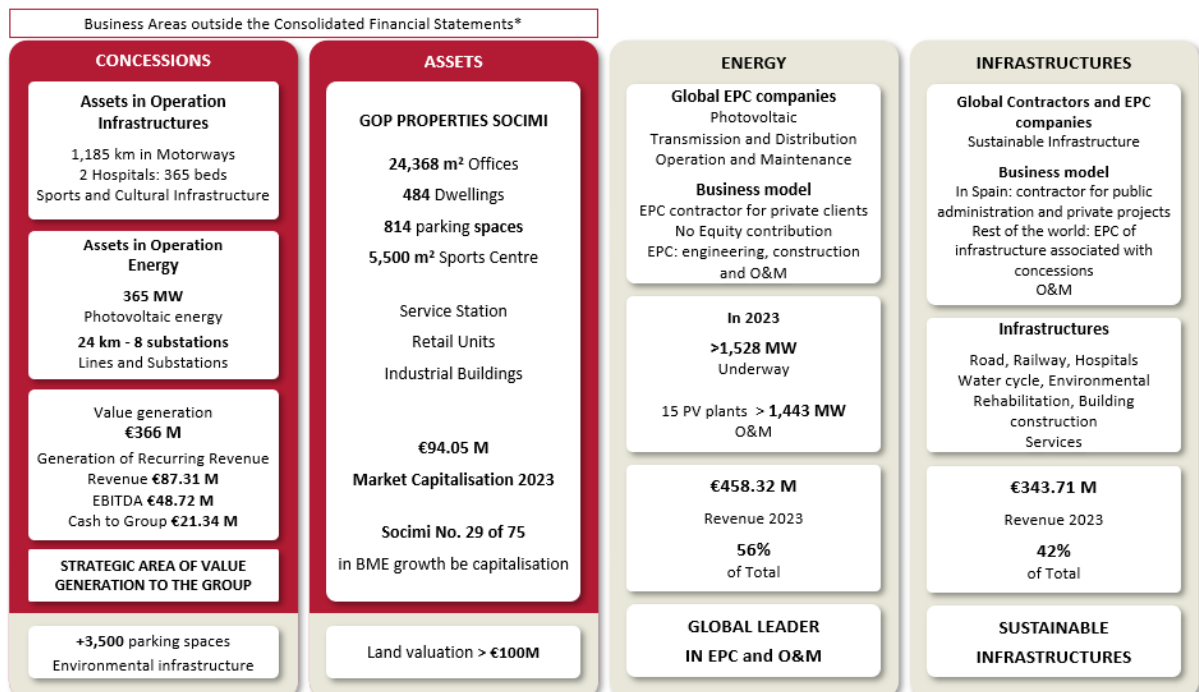 Business Areas outside the Consolidated Financial Statements*
CONCESSIONS
Assets in Operation
Infrastructures
1,185 km in Motorways
2 Hospitals: 365 beds
Sports and Cultural Infrastructure
Assets in Operation
Energy
365 MW
Photovoltaic energy
24 km - 8 substations
Lines and Substations
Value generation
€366 M
Generation of Recurring Revenue
Revenue €87.31 M
EBITDA €48.72 M
Cash to Group €21.34 M
STRATEGIC AREA OF VALUE
GENERATION TO THE GROUP
+3,500 parking spaces
Environmental infrastructure
ASSETS
GOP PROPERTIES SOCIMI
24,368 m² Offices
484 Dwellings
814 parking spaces
5,500 m² Sports Centre
Service Station
Retail Units
Industrial Buildings
€94.05 M
Market Capitalisation 2023
Socimi No. 29 of 75
in BME growth be capitalisation
Land valuation > €100M
ENERGY
Global EPC companies
Photovoltaic
Transmission and Distribution
Operation and Maintenance
Business model
EPC contractor for private clients
No Equity contribution
EPC: engineering, construction
and O&M
In 2023
>1,528 MW
Underway
15 PV plants > 1,443 MW
O&M
€458.32 M
Revenue 2023
56%
of Total
GLOBAL LEADER
IN EPC and O&M
INFRASTRUCTURES
Global Contractors and EPC
companies
Sustainable Infrastructure
Business model
In Spain: contractor for public
administration and private projects
Rest of the world: EPC of
infrastructure associated with
concessions
O&M
Infrastructures
Road, Railway, Hospitals
Water cycle, Environmental
Rehabilitation, Building
construction
Services
€343.71 M
Revenue 2023
42%
of Total
SUSTAINABLE
INFRASTRUCTURES